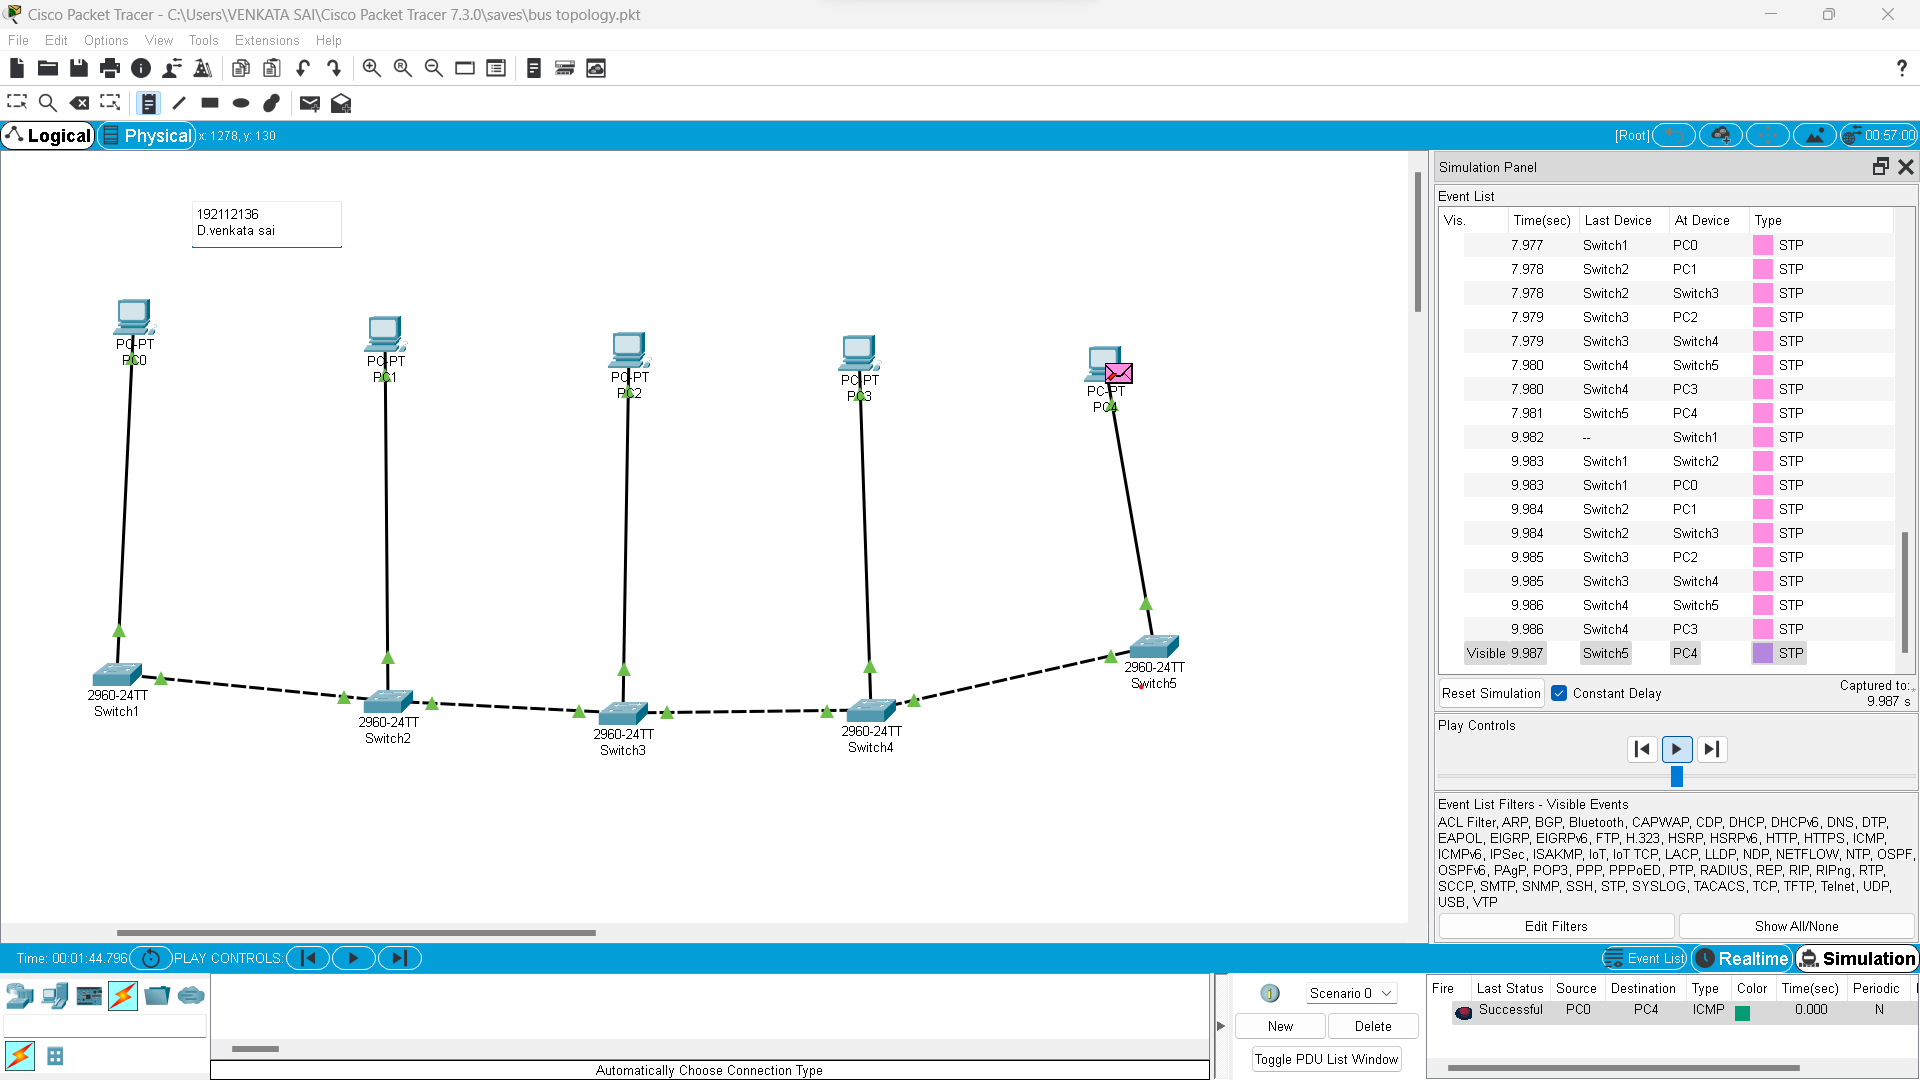 Cisco Packet Tracer - C:\Users\VENKATA SAI\Cisco Packet Tracer 7.3.0\saves\bus topology.pkt
File Edit Options View Tools Extensions Help
Logical Physical x: 1278, y: 130 [Root] 00:57:00
192112136
D.venkata sai
PC-PT
PC0
PC-PT
PC1
PC-PT
PC2
PC-PT
PC3
PC-PT
PC4
2960-24TT
Switch1
2960-24TT
Switch2
2960-24TT
Switch3
2960-24TT
Switch4
2960-24TT
Switch5
Simulation Panel
Event List
Vis. Time(sec) Last Device At Device Type
7.977 Switch1 PC0 STP
7.978 Switch2 PC1 STP
7.978 Switch2 Switch3 STP
7.979 Switch3 PC2 STP
7.979 Switch3 Switch4 STP
7.980 Switch4 Switch5 STP
7.980 Switch4 PC3 STP
7.981 Switch5 PC4 STP
9.982 -- Switch1 STP
9.983 Switch1 Switch2 STP
9.983 Switch1 PC0 STP
9.984 Switch2 PC1 STP
9.984 Switch2 Switch3 STP
9.985 Switch3 PC2 STP
9.985 Switch3 Switch4 STP
9.986 Switch4 Switch5 STP
9.986 Switch4 PC3 STP
Visible 9.987 Switch5 PC4 STP
Reset Simulation Constant Delay
Captured to:
9.987 s
Play Controls
Event List Filters - Visible Events
ACL Filter, ARP, BGP, Bluetooth, CAPWAP, CDP, DHCP, DHCPv6, DNS, DTP,
EAPOL, EIGRP, EIGRPv6, FTP, H.323, HSRP, HSRPv6, HTTP, HTTPS, ICMP,
ICMPv6, IPSec, ISAKMP, IoT, IoT TCP, LACP, LLDP, NDP, NETFLOW, NTP, OSPF,
OSPFv6, PAgP, POP3, PPP, PPPoED, PTP, RADIUS, REP, RIP, RIPng, RTP,
SCCP, SMTP, SNMP, SSH, STP, SYSLOG, TACACS, TCP, TFTP, Telnet, UDP,
USB, VTP
Edit Filters Show All/None
Time: 00:01:44.796 PLAY CONTROLS: Event List Realtime Simulation
Automatically Choose Connection Type
Scenario 0
New Delete
Toggle PDU List Window
Fire Last Status Source Destination Type Color Time(sec) Periodic
Successful PC0 PC4 ICMP 0.000 N